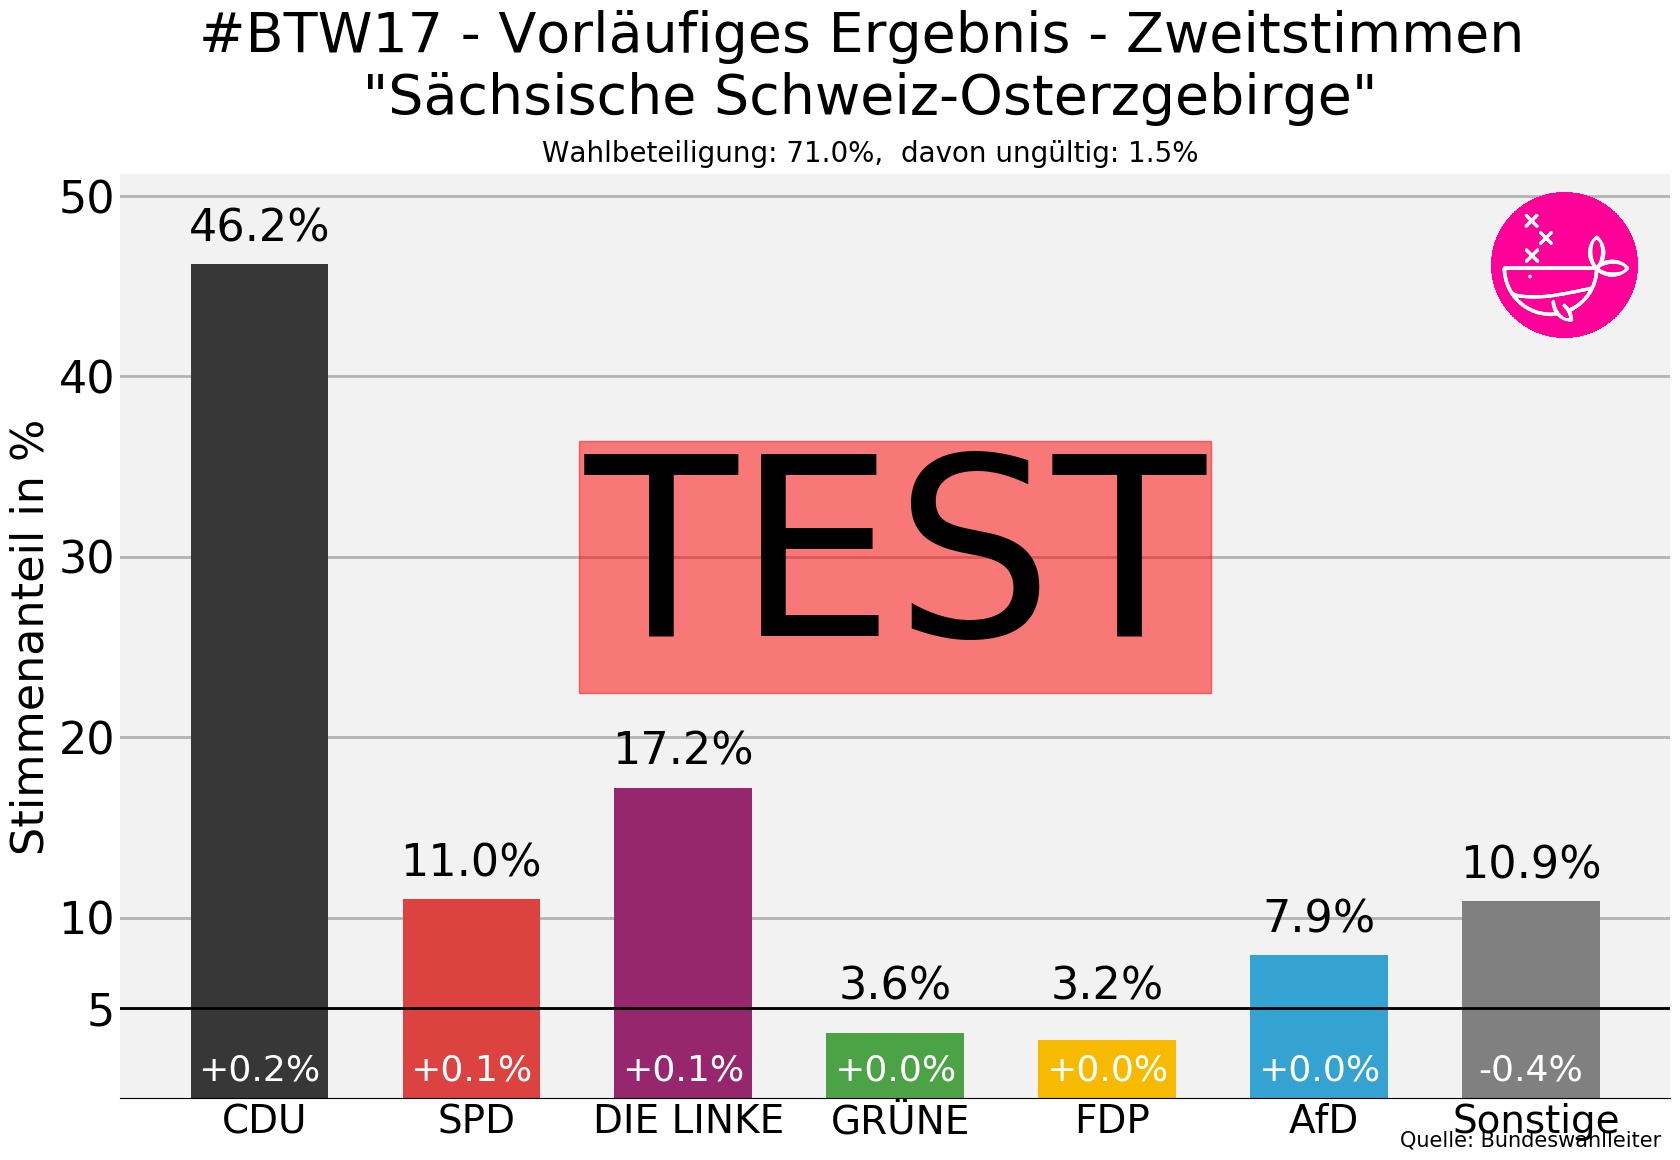 #BTW17 - Vorläufiges Ergebnis - Zweitstimmen
"Sächsische Schweiz-Osterzgebirge"
Wahlbeteiligung: 71.0%,  davon ungültig: 1.5%
Stimmenanteil in %
50
40
30
20
10
5
46.2%
11.0%
17.2%
3.6%
3.2%
7.9%
10.9%
TEST
+0.2%
+0.1%
+0.1%
+0.0%
+0.0%
+0.0%
-0.4%
CDU
SPD
DIE LINKE
GRÜNE
FDP
AfD
Sonstige
Quelle: Bundeswahlleiter